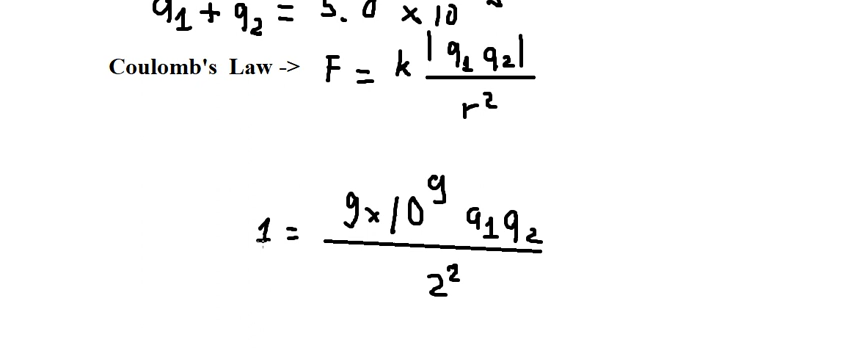 q₁ + q₂ = 5.0 × 10
Coulomb's Law -> F = k |q₁ q₂| / r²
1 = 9×10⁹ q₁q₂ / 2²